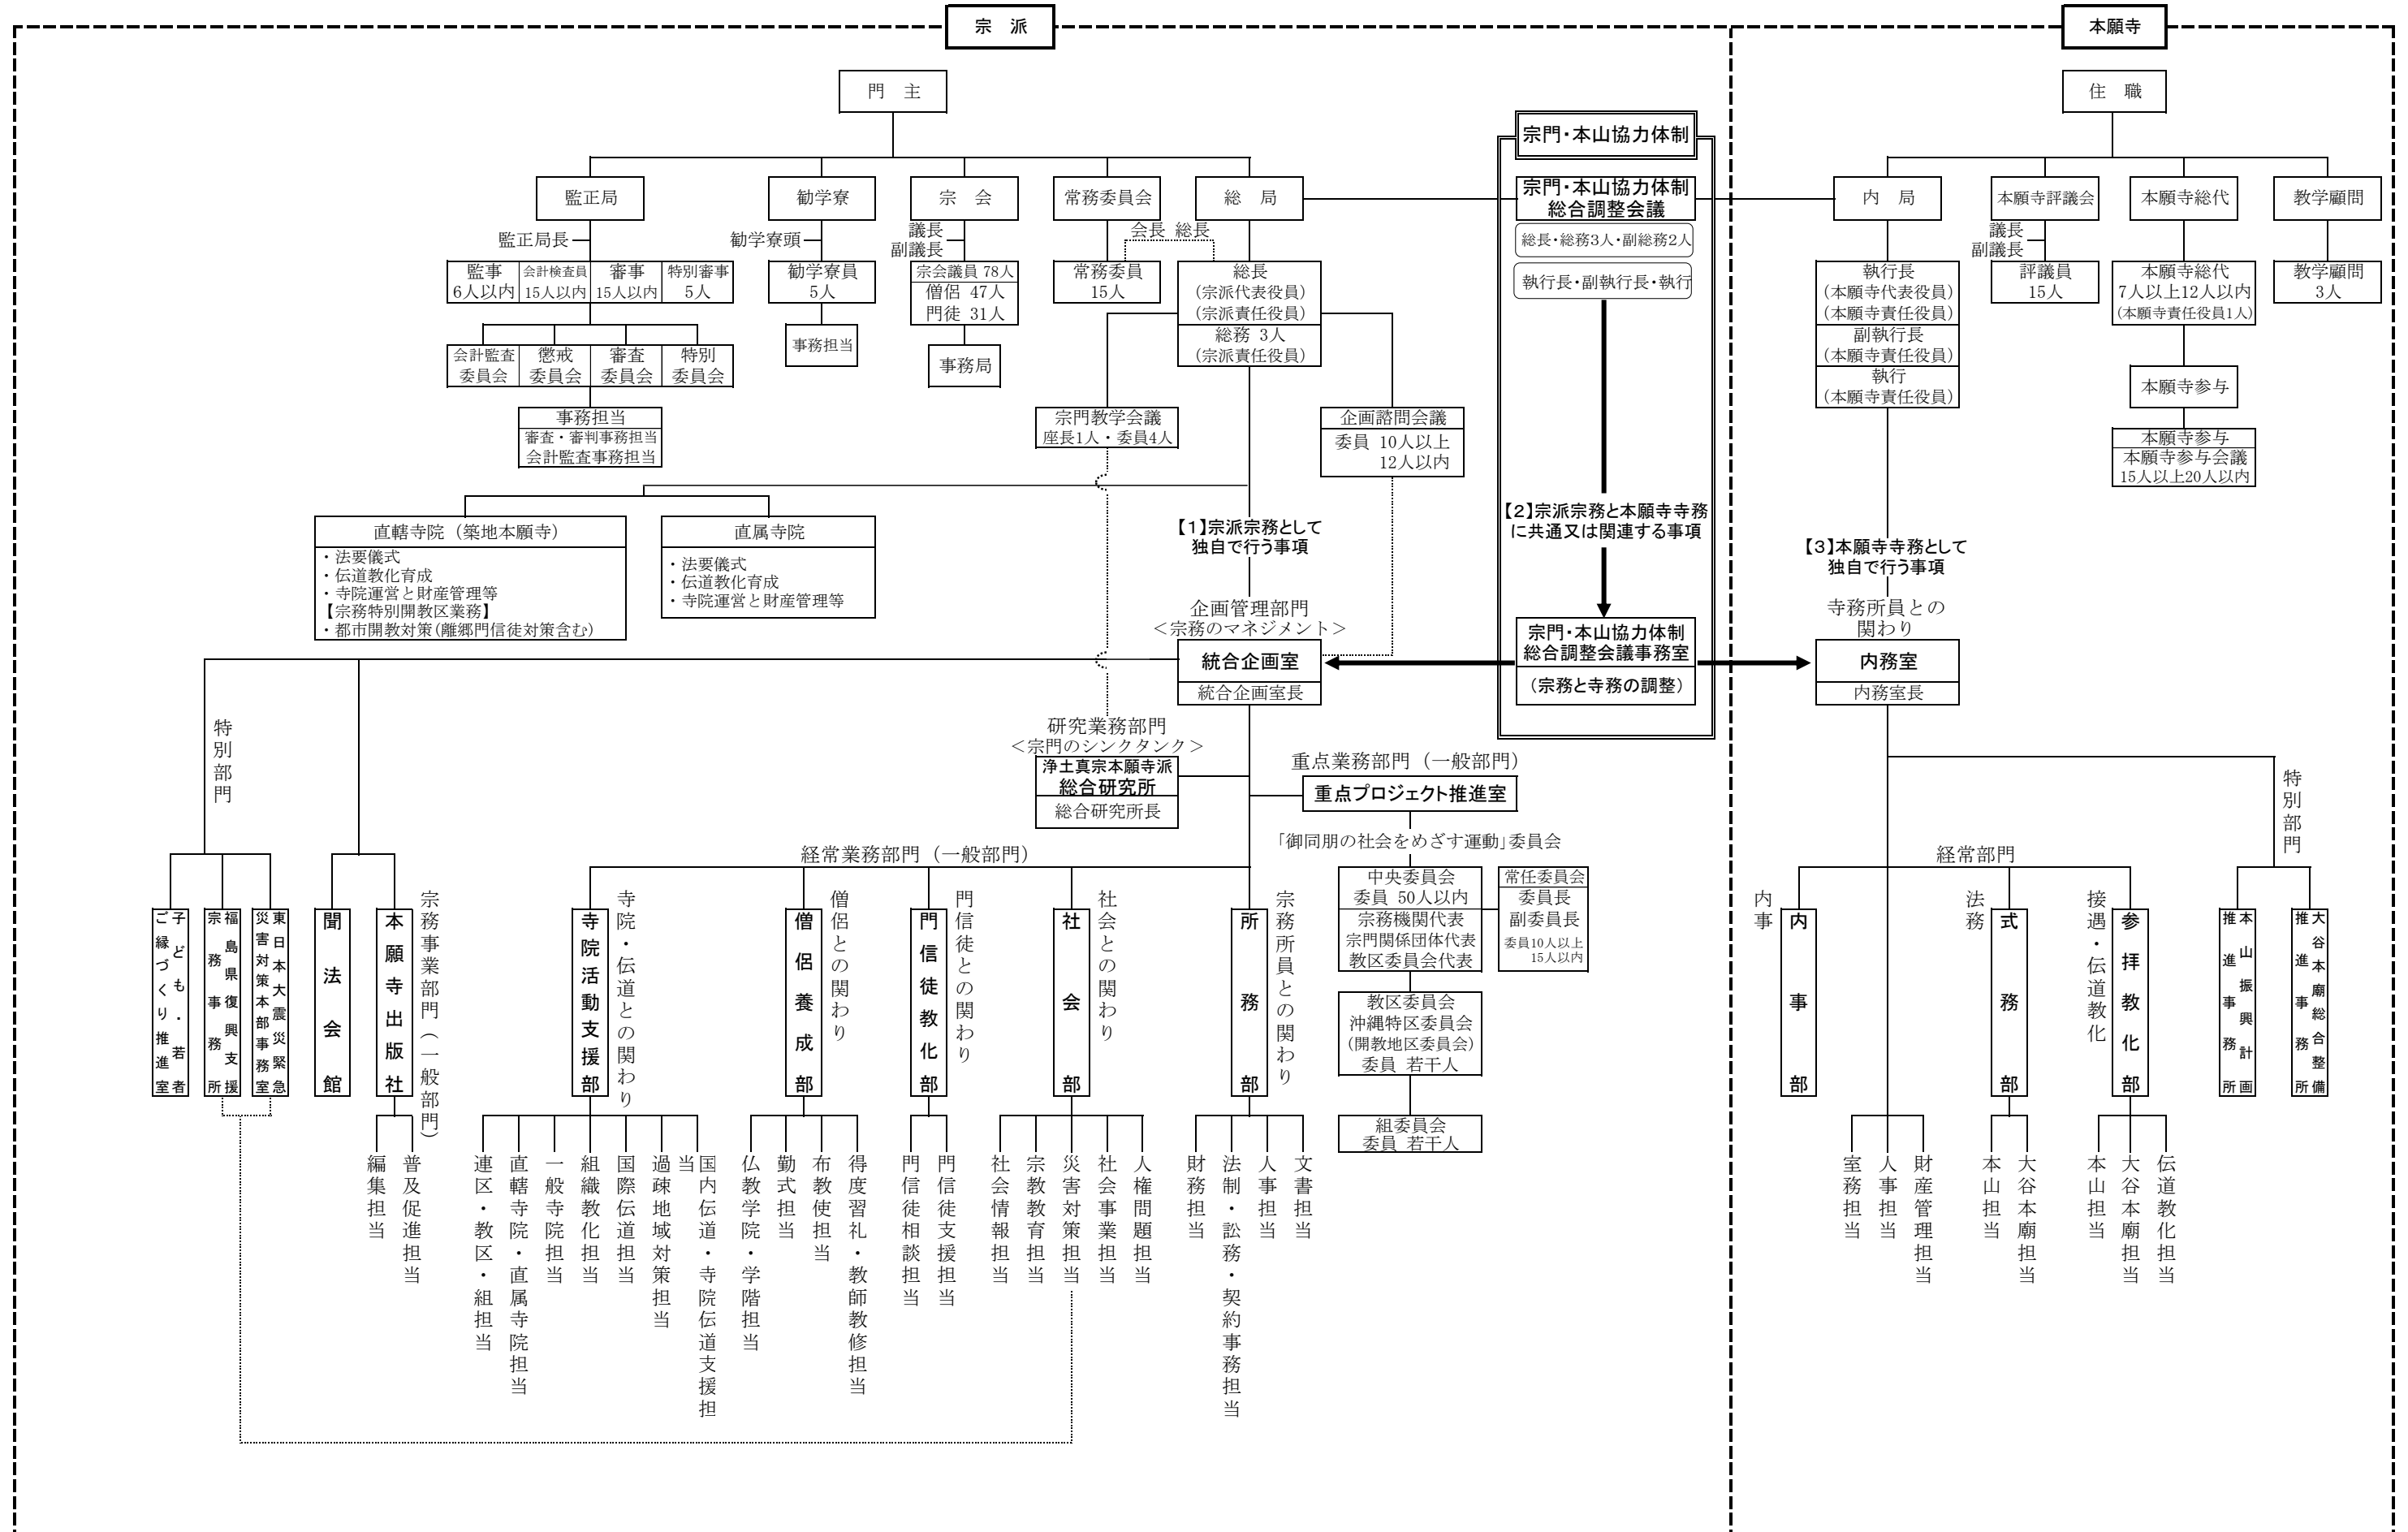 宗　派
本願寺
門　主
住　職
宗門・本山協力体制
監正局
勧学寮
宗　会
常務委員会
総　局
宗門・本山協力体制
総合調整会議
内　局
本願寺評議会
本願寺総代
教学顧問
監正局長
勧学寮頭
議長
副議長
会長 総長
総長・総務3人・副総務2人
執行長・副執行長・執行
議長
副議長
監事
6人以内
会計検査員
15人以内
審事
15人以内
特別審事
5人
勧学寮員
5人
宗会議員 78人
僧侶 47人
門徒 31人
常務委員
15人
総長
（宗派代表役員）
（宗派責任役員）
総務 3人
（宗派責任役員）
執行長
（本願寺代表役員）
（本願寺責任役員）
副執行長
（本願寺責任役員）
執行
（本願寺責任役員）
評議員
15人
本願寺総代
7人以上12人以内
（本願寺責任役員1人）
教学顧問
3人
会計監査
委員会
懲戒
委員会
審査
委員会
特別
委員会
事務担当
事務局
本願寺参与
事務担当
審査・審判事務担当
会計監査事務担当
宗門教学会議
座長1人・委員4人
企画諮問会議
委員 10人以上
12人以内
本願寺参与
本願寺参与会議
15人以上20人以内
直轄寺院（築地本願寺）
・法要儀式
・伝道教化育成
・寺院運営と財産管理等
【宗務特別開教区業務】
・都市開教対策(離郷門信徒対策含む)
直属寺院
・法要儀式
・伝道教化育成
・寺院運営と財産管理等
【1】宗派宗務として
独自で行う事項
【2】宗派宗務と本願寺寺務
に共通又は関連する事項
【3】本願寺寺務として
独自で行う事項
企画管理部門
＜宗務のマネジメント＞
統合企画室
統合企画室長
宗門・本山協力体制
総合調整会議事務室
（宗務と寺務の調整）
寺務所員との
関わり
内務室
内務室長
特別部門
研究業務部門
＜宗門のシンクタンク＞
浄土真宗本願寺派
総合研究所
総合研究所長
重点業務部門（一般部門）
重点プロジェクト推進室
「御同朋の社会をめざす運動」委員会
特別部門
経常業務部門（一般部門）
経常部門
中央委員会
委員 50人以内
宗務機関代表
宗門関係団体代表
教区委員会代表
常任委員会
委員長
副委員長
委員10人以上
15人以内
教区委員会
沖縄特区委員会
（開教地区委員会）
委員 若干人
組委員会
委員 若干人
子ども・若者
ご縁づくり推進室
福島県復興支援
宗務事務所
東日本大震災緊急
災害対策本部事務室
聞法会館
本願寺出版社
宗務事業部門（一般部門）
寺院活動支援部
寺院・伝道との関わり
僧侶養成部
僧侶との関わり
門信徒教化部
門信徒との関わり
社会部
社会との関わり
所務部
宗務所員との関わり
内事
内事部
法務
式務部
接遇・伝道教化
参拝教化部
本山振興計画
推進事務所
大谷本廟総合整備
推進事務所
編集担当
普及促進担当
連区・教区・組担当
直轄寺院・直属寺院担当
一般寺院担当
組織教化担当
国際伝道担当
過疎地域対策担当
国内伝道・寺院伝道支援担
当
仏教学院・学階担当
勤式担当
布教使担当
得度習礼・教師教修担当
門信徒相談担当
門信徒支援担当
社会情報担当
宗教教育担当
災害対策担当
社会事業担当
人権問題担当
財務担当
法制・訟務・契約事務担当
人事担当
文書担当
室務担当
人事担当
財産管理担当
本山担当
大谷本廟担当
本山担当
大谷本廟担当
伝道教化担当